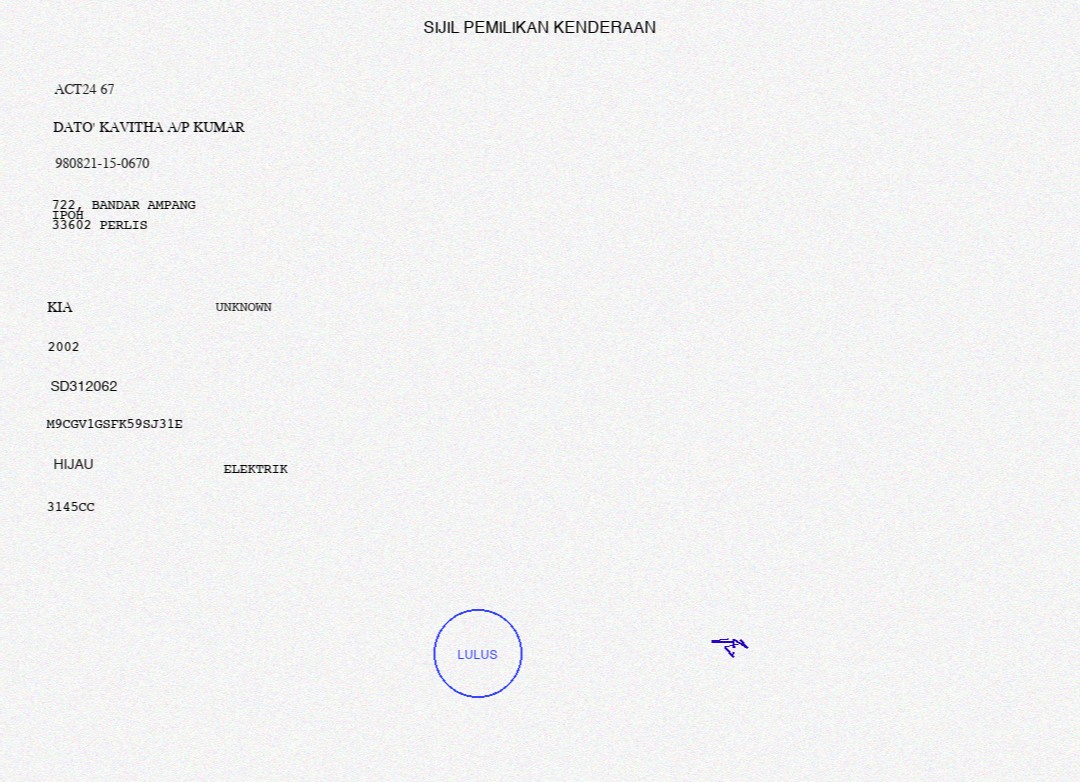 SIJIL PEMILIKAN KENDERAAN
ACT24 67
DATO' KAVITHA A/P KUMAR
980821-15-0670
722, BANDAR AMPANG
IPOH
33602 PERLIS
KIA UNKNOWN
2002
SD312062
M9CGV1GSFK59SJ31E
HIJAU ELEKTRIK
3145CC
LULUS